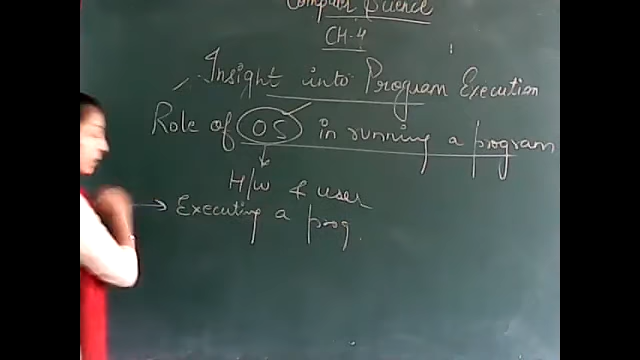 Computer Science
CH-4
Insight into Program Execution
Role of OS in running a program
H/W & user
→ Executing a prog.